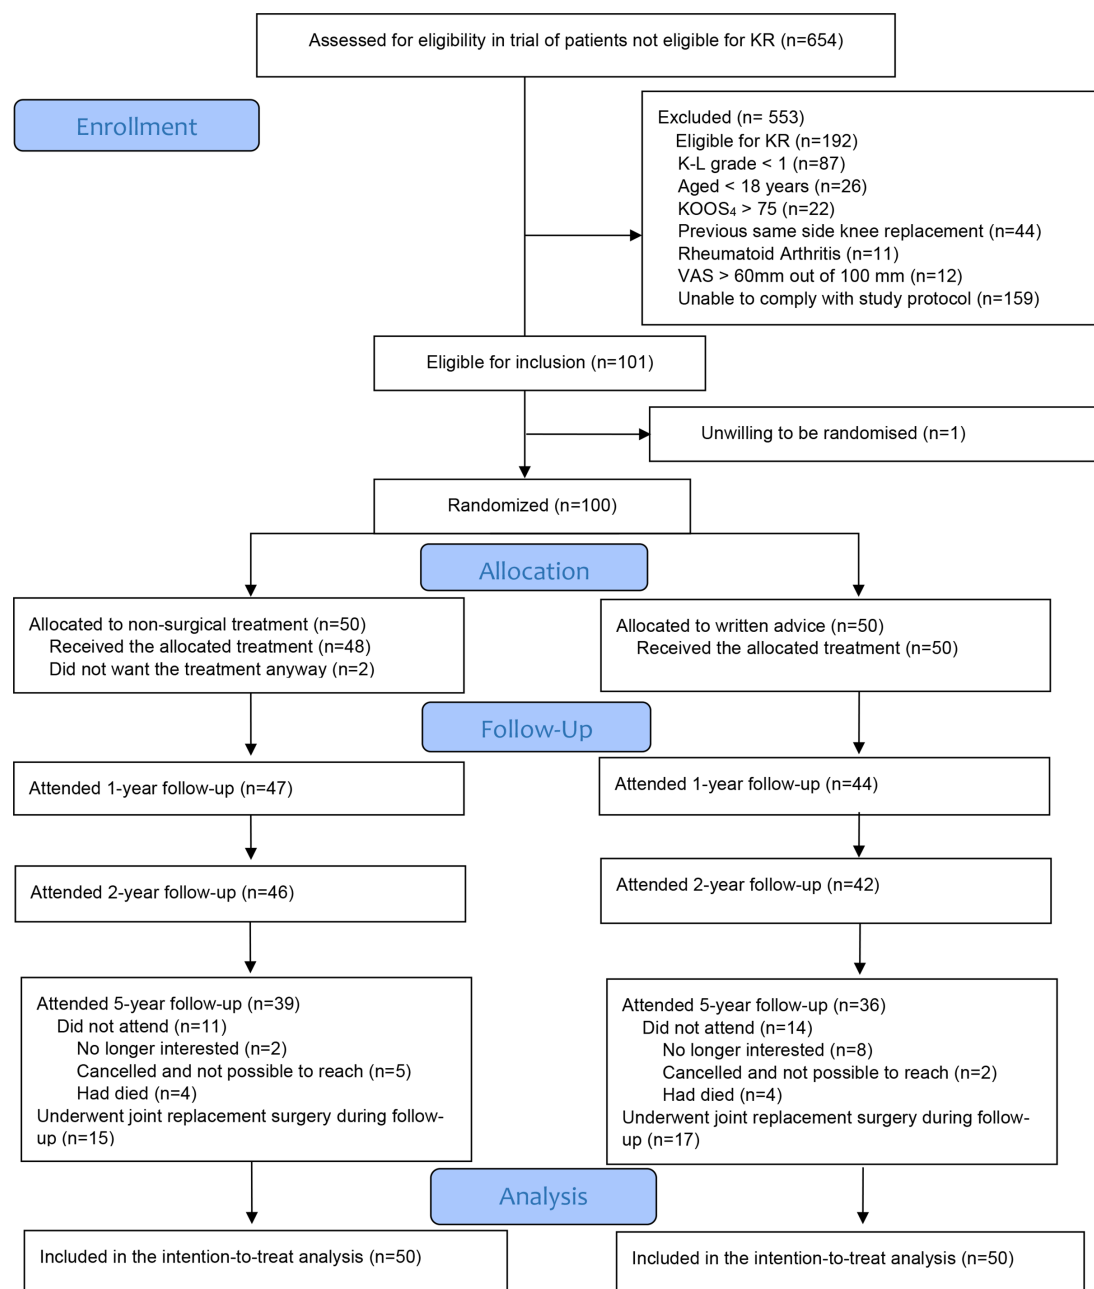 Assessed for eligibility in trial of patients not eligible for KR (n=654)
Enrollment
Excluded (n= 553)
Eligible for KR (n=192)
K-L grade < 1 (n=87)
Aged < 18 years (n=26)
KOOS₄ > 75 (n=22)
Previous same side knee replacement (n=44)
Rheumatoid Arthritis (n=11)
VAS > 60mm out of 100 mm (n=12)
Unable to comply with study protocol (n=159)
Eligible for inclusion (n=101)
Unwilling to be randomised (n=1)
Randomized (n=100)
Allocation
Allocated to non-surgical treatment (n=50)
Received the allocated treatment (n=48)
Did not want the treatment anyway (n=2)
Allocated to written advice (n=50)
Received the allocated treatment (n=50)
Follow-Up
Attended 1-year follow-up (n=47)
Attended 1-year follow-up (n=44)
Attended 2-year follow-up (n=46)
Attended 2-year follow-up (n=42)
Attended 5-year follow-up (n=39)
Did not attend (n=11)
No longer interested (n=2)
Cancelled and not possible to reach (n=5)
Had died (n=4)
Underwent joint replacement surgery during follow-
up (n=15)
Attended 5-year follow-up (n=36)
Did not attend (n=14)
No longer interested (n=8)
Cancelled and not possible to reach (n=2)
Had died (n=4)
Underwent joint replacement surgery during follow-
up (n=17)
Analysis
Included in the intention-to-treat analysis (n=50)
Included in the intention-to-treat analysis (n=50)